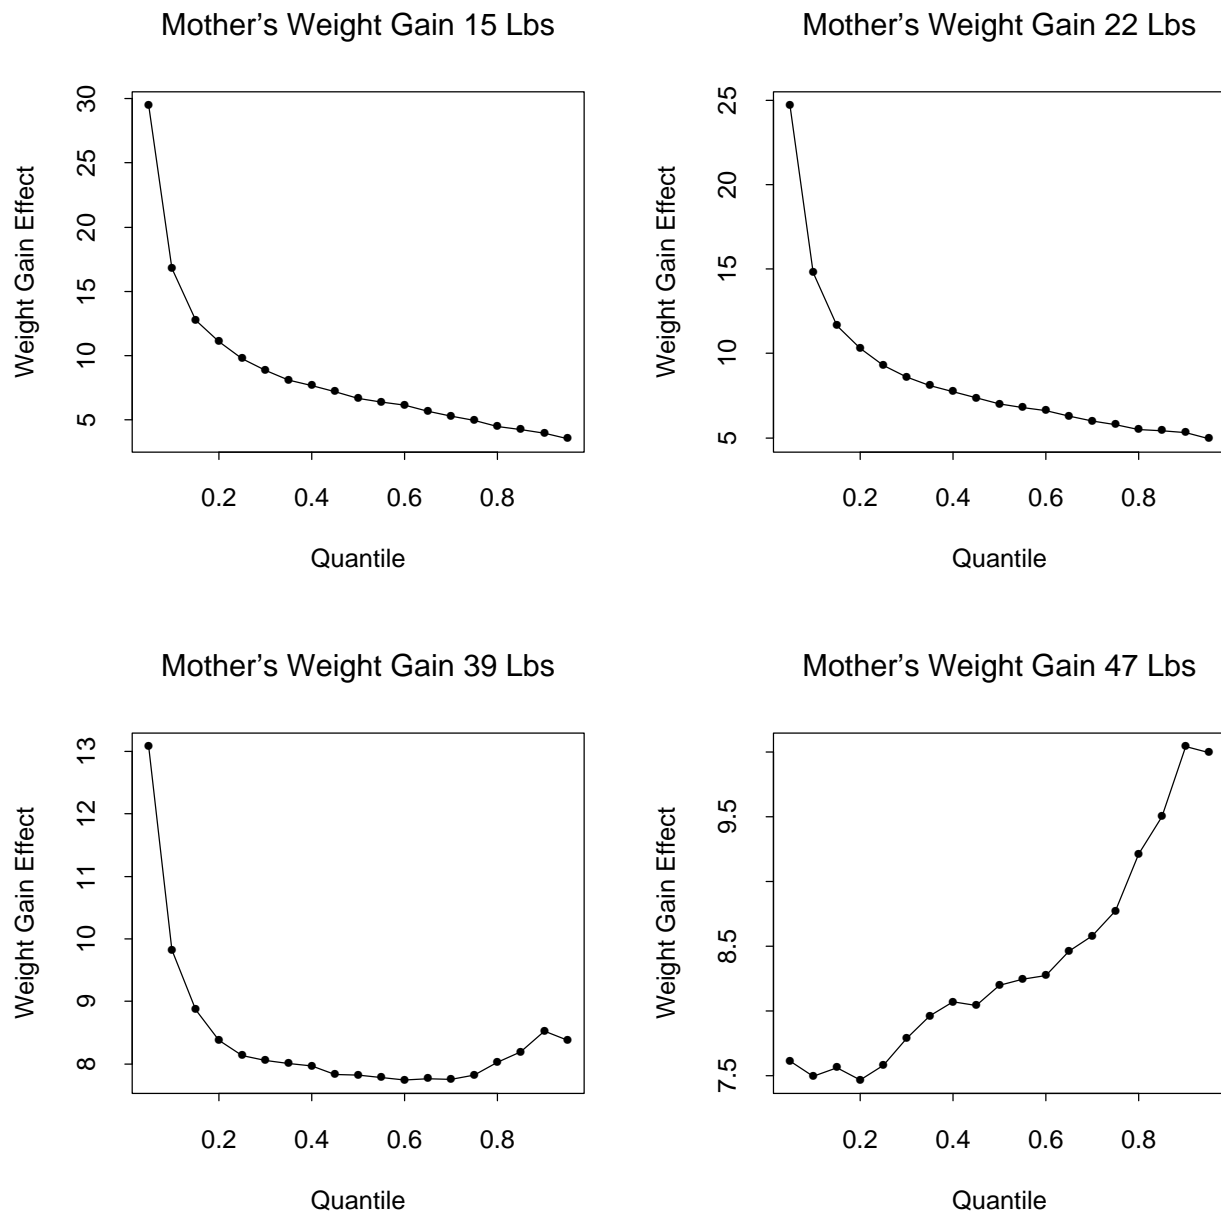 Mother’s Weight Gain 15 Lbs
Weight Gain Effect
30
25
20
15
10
5
0.2 0.4 0.6 0.8
Quantile
Mother’s Weight Gain 22 Lbs
Weight Gain Effect
25
20
15
10
5
0.2 0.4 0.6 0.8
Quantile
Mother’s Weight Gain 39 Lbs
Weight Gain Effect
13
12
11
10
9
8
0.2 0.4 0.6 0.8
Quantile
Mother’s Weight Gain 47 Lbs
Weight Gain Effect
9.5
8.5
7.5
0.2 0.4 0.6 0.8
Quantile